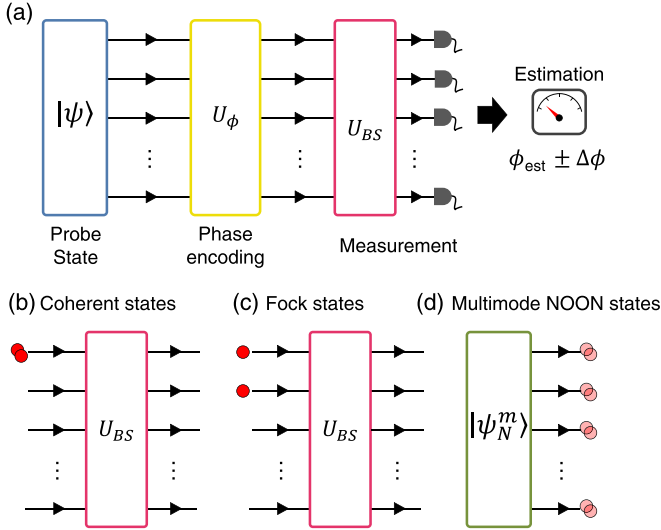 (a)
|ψ⟩
U_ϕ
U_BS
Estimation
ϕ_est ± Δϕ
Probe
State
Phase
encoding
Measurement
(b) Coherent states
(c) Fock states
(d) Multimode NOON states
U_BS
U_BS
|ψ_N^m⟩